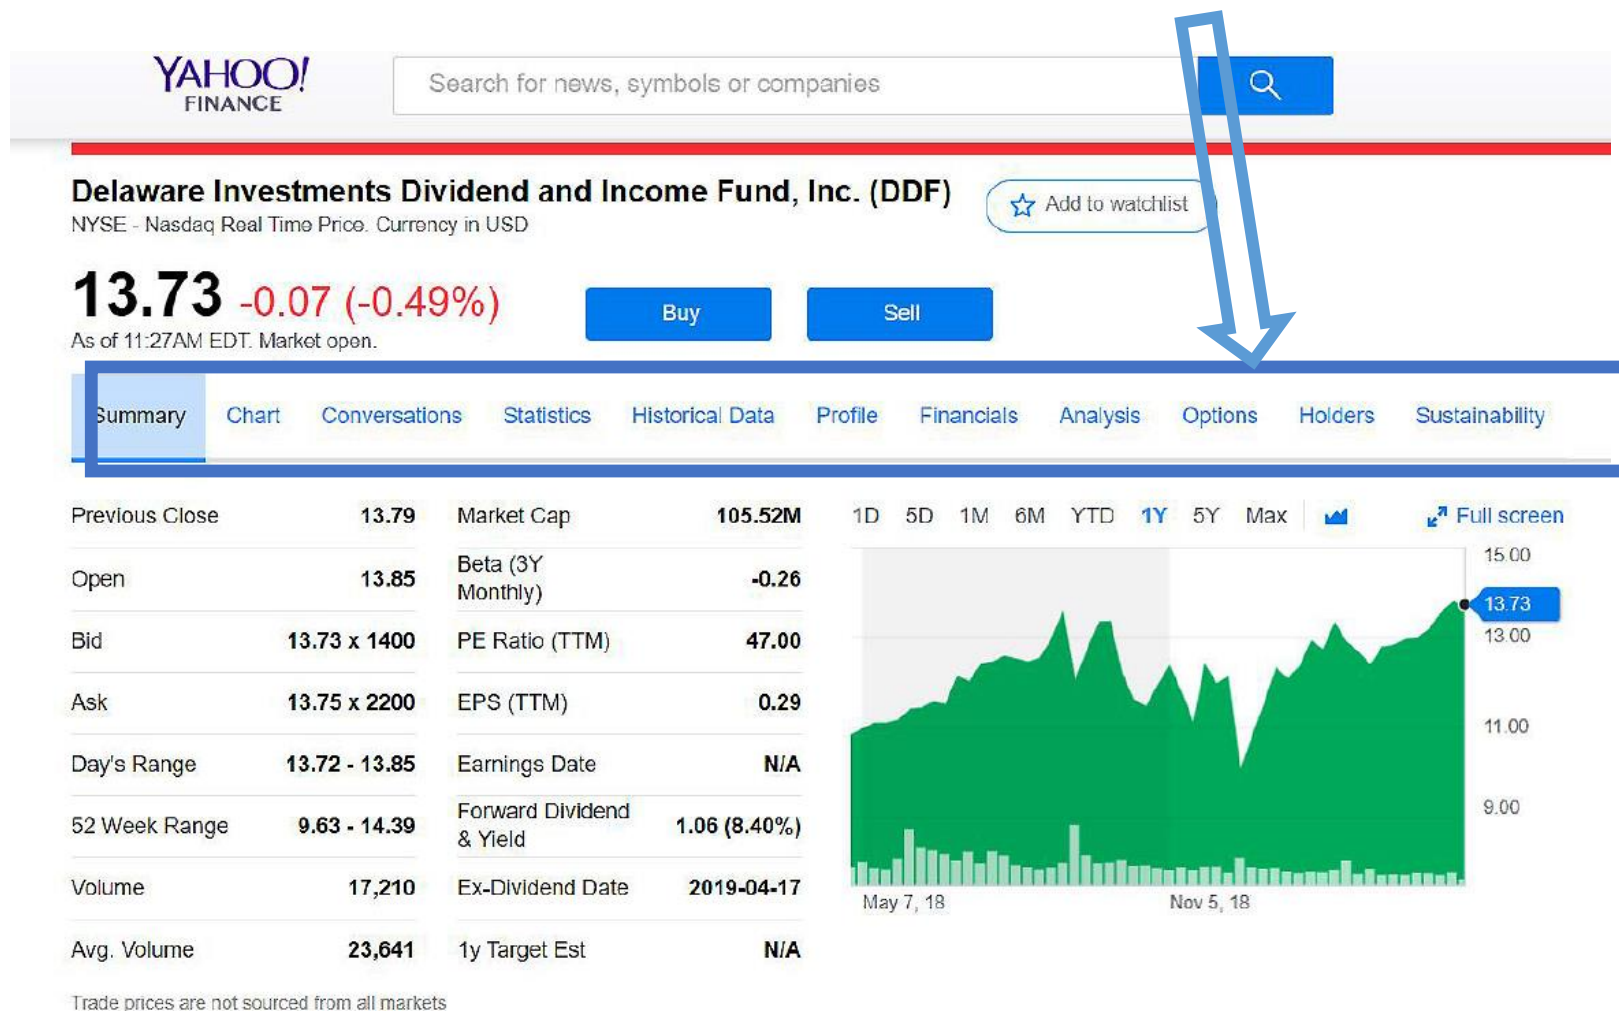 YAHOO!
FINANCE
Search for news, symbols or companies
Delaware Investments Dividend and Income Fund, Inc. (DDF)
Add to watchlist
NYSE - Nasdaq Real Time Price. Currency in USD
13.73 -0.07 (-0.49%)
Buy
Sell
As of 11:27AM EDT. Market open.
Summary Chart Conversations Statistics Historical Data Profile Financials Analysis Options Holders Sustainability
Previous Close 13.79
Open 13.85
Bid 13.73 x 1400
Ask 13.75 x 2200
Day's Range 13.72 - 13.85
52 Week Range 9.63 - 14.39
Volume 17,210
Avg. Volume 23,641
Market Cap 105.52M
Beta (3Y
Monthly) -0.26
PE Ratio (TTM) 47.00
EPS (TTM) 0.29
Earnings Date N/A
Forward Dividend
& Yield 1.06 (8.40%)
Ex-Dividend Date 2019-04-17
1y Target Est N/A
1D 5D 1M 6M YTD 1Y 5Y Max Full screen
15.00
13.73
13.00
11.00
9.00
May 7, 18 Nov 5, 18
Trade prices are not sourced from all markets